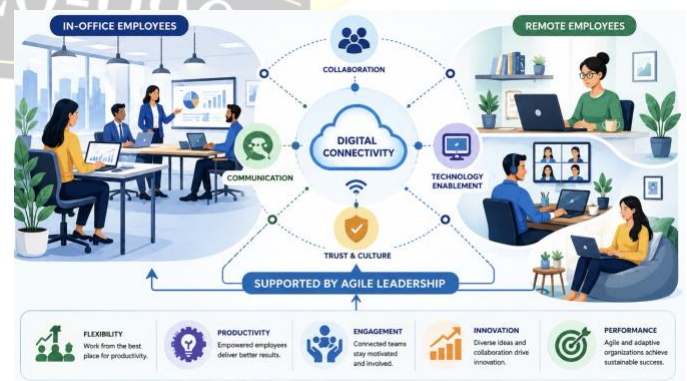 IN-OFFICE EMPLOYEES
REMOTE EMPLOYEES
COLLABORATION
DIGITAL
CONNECTIVITY
COMMUNICATION
TECHNOLOGY
ENABLEMENT
TRUST & CULTURE
SUPPORTED BY AGILE LEADERSHIP
FLEXIBILITY
Work from the best
place for productivity.
PRODUCTIVITY
Empowered employees
deliver better results.
ENGAGEMENT
Connected teams
stay motivated
and involved.
INNOVATION
Diverse ideas and
collaboration drive
innovation.
PERFORMANCE
Agile and adaptive
organizations achieve
sustainable success.